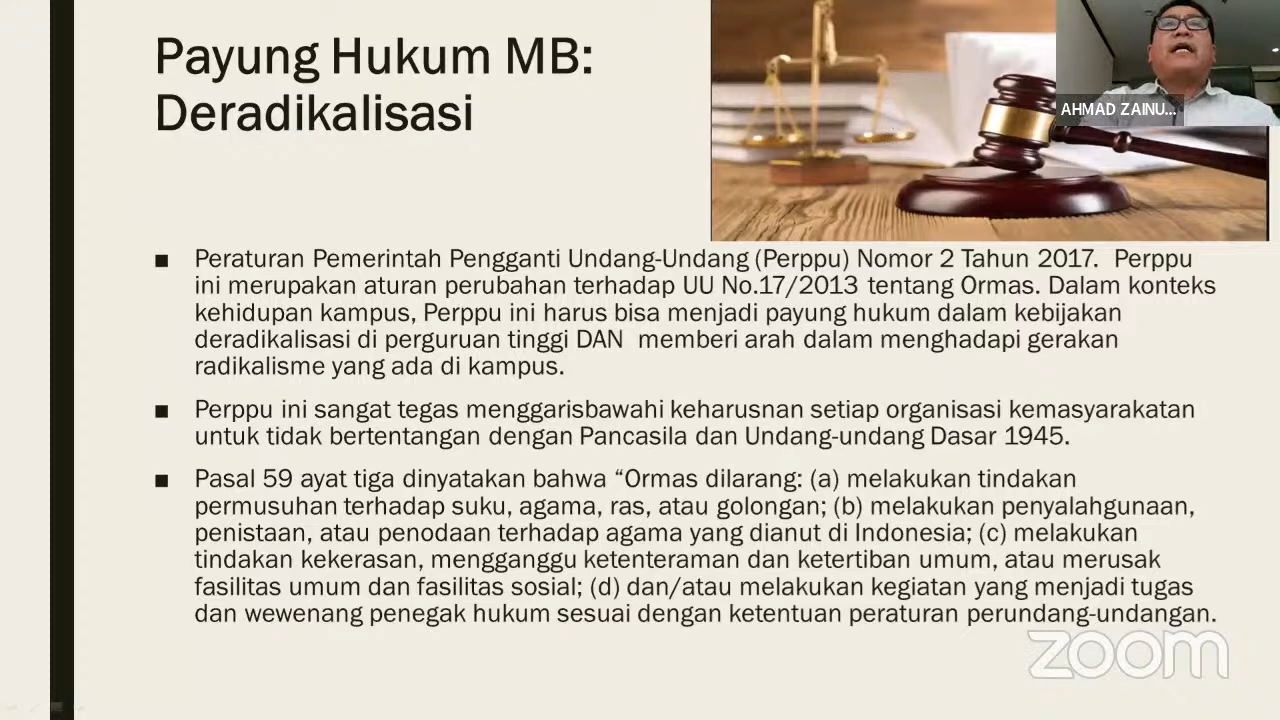 Payung Hukum MB:
Deradikalisasi
AHMAD ZAINU...
■ Peraturan Pemerintah Pengganti Undang-Undang (Perppu) Nomor 2 Tahun 2017. Perppu
ini merupakan aturan perubahan terhadap UU No.17/2013 tentang Ormas. Dalam konteks
kehidupan kampus, Perppu ini harus bisa menjadi payung hukum dalam kebijakan
deradikalisasi di perguruan tinggi DAN memberi arah dalam menghadapi gerakan
radikalisme yang ada di kampus.
■ Perppu ini sangat tegas menggarisbawahi keharusnan setiap organisasi kemasyarakatan
untuk tidak bertentangan dengan Pancasila dan Undang-undang Dasar 1945.
■ Pasal 59 ayat tiga dinyatakan bahwa “Ormas dilarang: (a) melakukan tindakan
permusuhan terhadap suku, agama, ras, atau golongan; (b) melakukan penyalahgunaan,
penistaan, atau penodaan terhadap agama yang dianut di Indonesia; (c) melakukan
tindakan kekerasan, mengganggu ketenteraman dan ketertiban umum, atau merusak
fasilitas umum dan fasilitas sosial; (d) dan/atau melakukan kegiatan yang menjadi tugas
dan wewenang penegak hukum sesuai dengan ketentuan peraturan perundang-undangan.
zoom